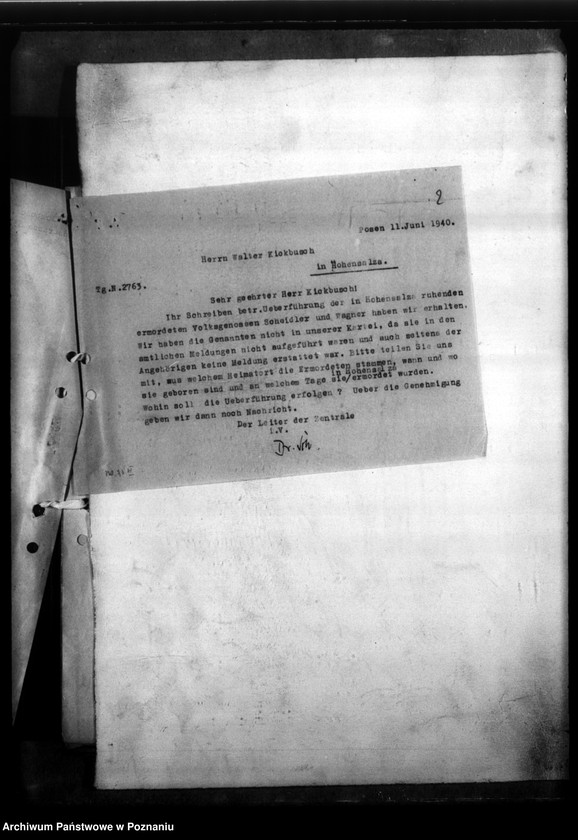 2
Posen 11.Juni 1940.
Herrn Walter Kickbusch
in Hohensalza.
Tg.N.2763.
Sehr geehrter Herr Kickbusch!
Ihr Schreiben betr.Ueberführung der in Hohensalza ruhenden
ermordeten Volksgenossen Scheidler und Wagner haben wir erhalten.
Wir haben die Genannten nicht in unserer Kartei, da sie in den
amtlichen Meldungen nicht aufgeführt waren und auch seitens der
Angehörigen keine Meldung erstattet war. Bitte teilen Sie uns
mit, aus welchem Heimatort die Ermordeten stammen, wann und wo
in Hohensalza
sie geboren sind und an welchem Tage sie/ermordet wurden.
Wohin soll die Ueberführung erfolgen ? Ueber die Genehmigung
geben wir dann noch Nachricht.
Der Leiter der Zentrale
i.V.
Dr.
Archiwum Państwowe w Poznaniu